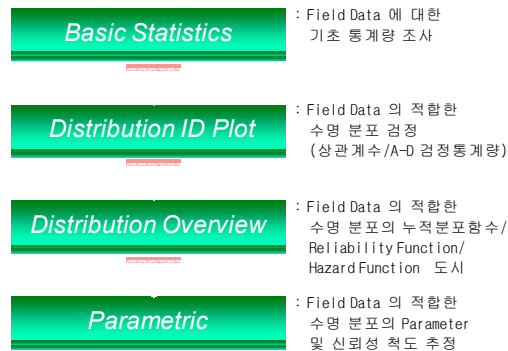 Basic Statistics
: Field Data 에 대한
기초 통계량 조사
Distribution ID Plot
: Field Data 의 적합한
수명 분포 검정
(상관계수/A-D 검정통계량)
Distribution Overview
: Field Data 의 적합한
수명 분포의 누적분포함수/
Reliability Function/
Hazard Function 도시
Parametric
: Field Data 의 적합한
수명 분포의 Parameter
및 신뢰성 척도 추정